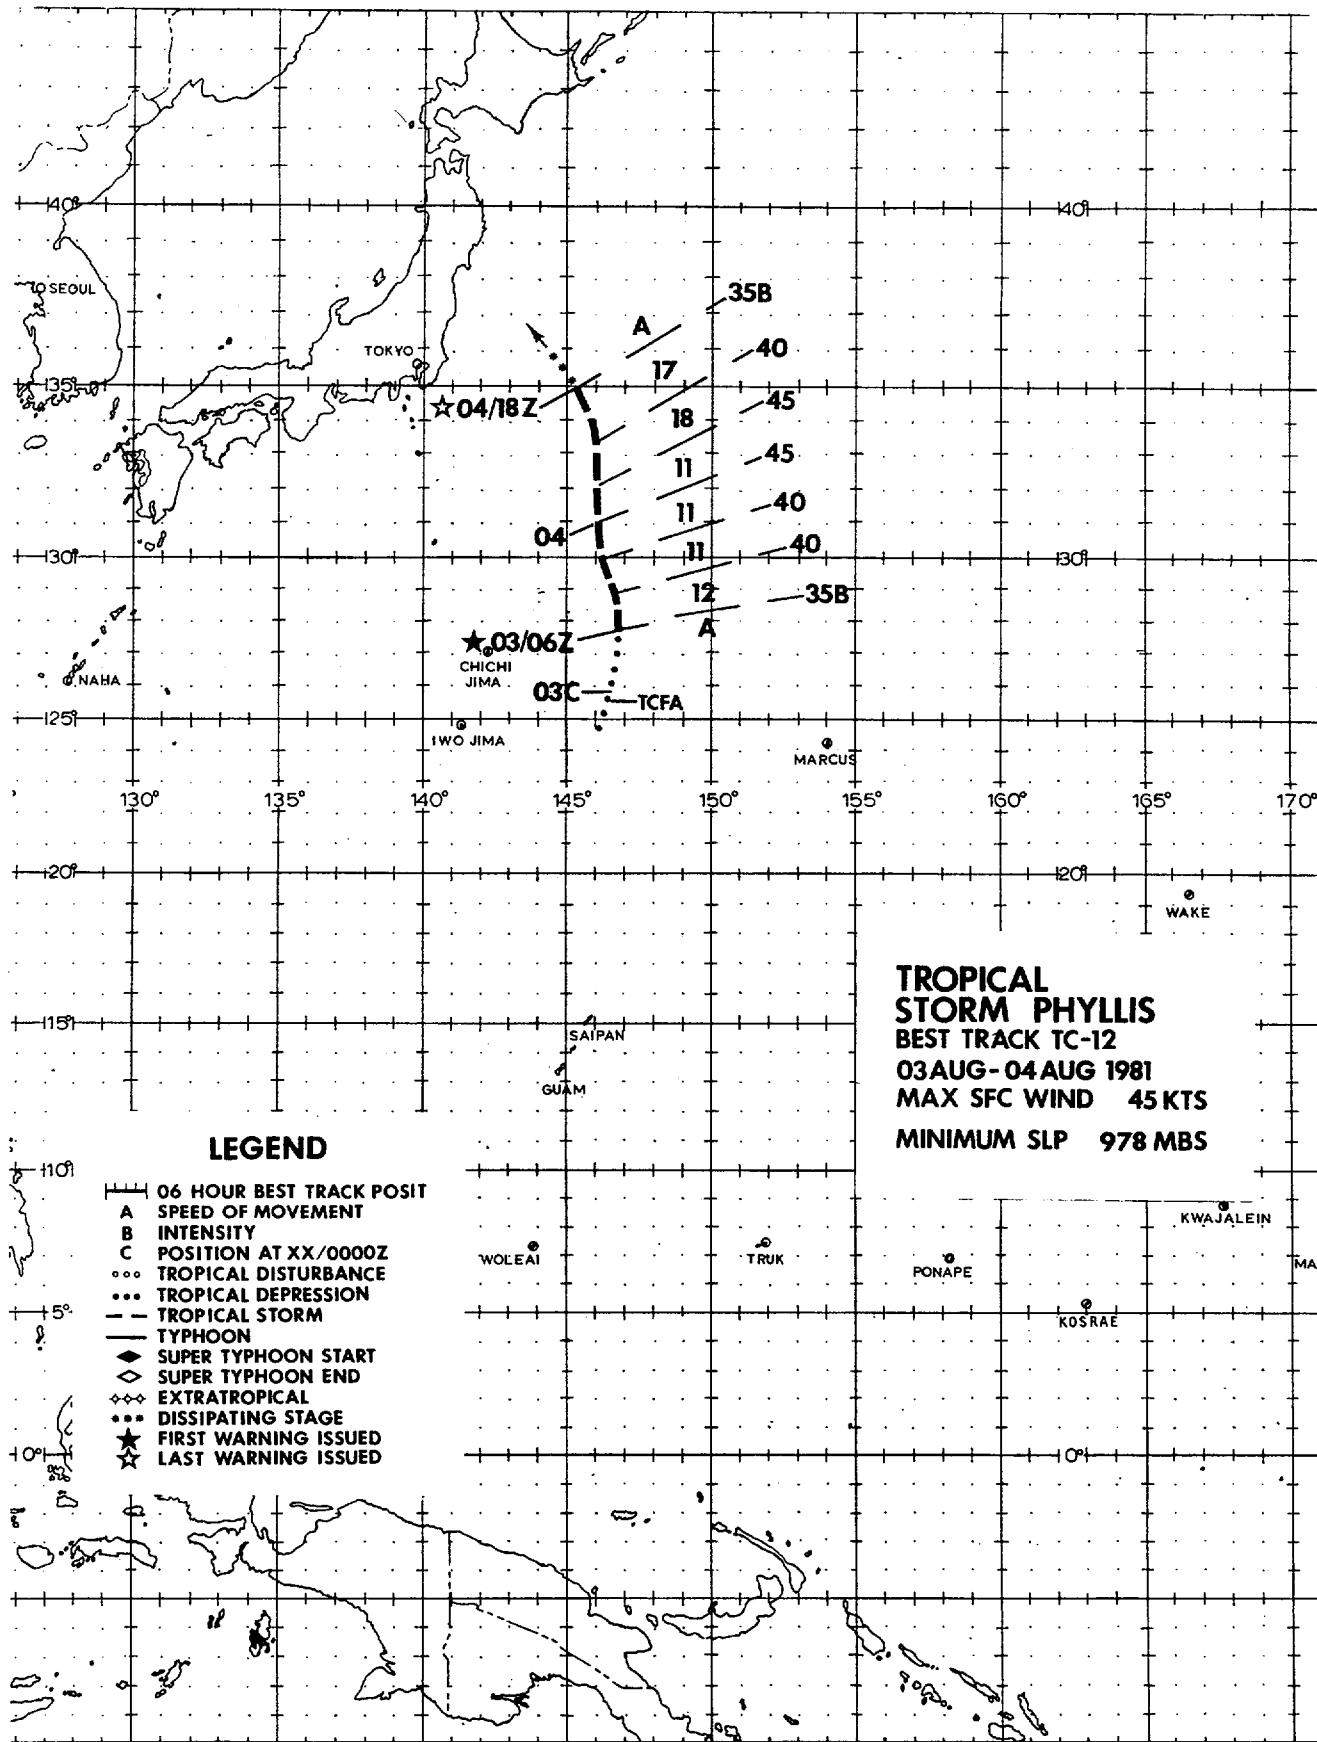 40°
40°
SEOUL
35B
A
TOKYO
40
17
35°
04/18Z
45
18
45
11
40
04
11
30°
11
40
30°
12
35B
03/06Z
A
CHICHI
JIMA
NAHA
03C
TCFA
25°
IWO JIMA
MARCUS
130°
135°
140°
145°
150°
155°
160°
165°
170°
20°
20°
WAKE
TROPICAL
STORM PHYLLIS
BEST TRACK TC-12
03AUG-04AUG 1981
MAX SFC WIND 45 KTS
MINIMUM SLP 978 MBS
15°
SAIPAN
GUAM
LEGEND
10°
06 HOUR BEST TRACK POSIT
A SPEED OF MOVEMENT
B INTENSITY
C POSITION AT XX/0000Z
TROPICAL DISTURBANCE
TROPICAL DEPRESSION
TROPICAL STORM
TYPHOON
SUPER TYPHOON START
SUPER TYPHOON END
EXTRATROPICAL
DISSIPATING STAGE
FIRST WARNING ISSUED
LAST WARNING ISSUED
KWAJALEIN
WOLEAI
TRUK
PONAPE
MA
5°
KOSRAE
0°
0°